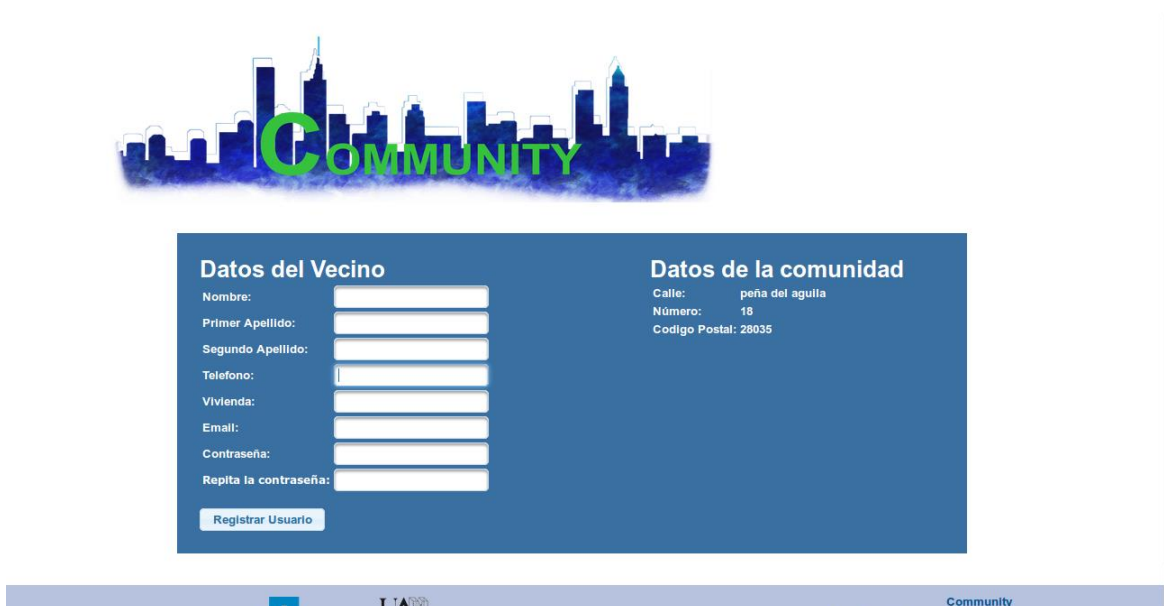 COMMUNITY
Datos del Vecino
Nombre:
Primer Apellido:
Segundo Apellido:
Telefono:
Vivienda:
Email:
Contraseña:
Repita la contraseña:
Registrar Usuario
Datos de la comunidad
Calle: peña del aguila
Número: 18
Codigo Postal: 28035
Community